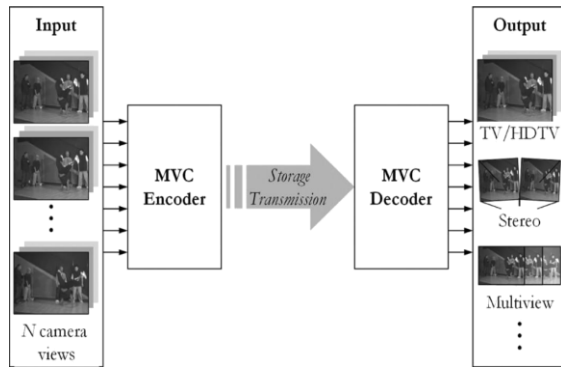 Input
N camera
views
MVC
Encoder
Storage
Transmission
MVC
Decoder
Output
TV/HDTV
Stereo
Multiview